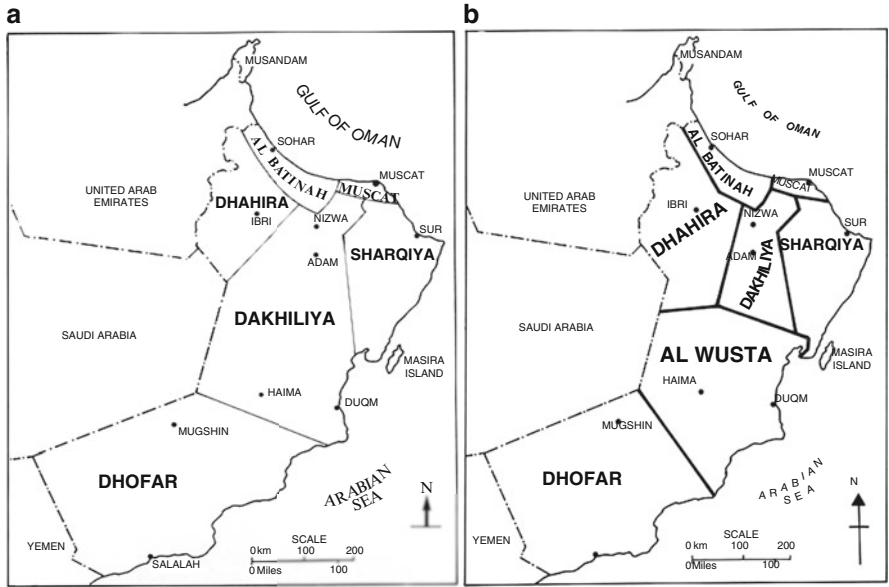 a
MUSANDAM
GULF OF OMAN
SOHAR
AL BATINAH
MUSCAT
MUSCAT
UNITED ARAB
EMIRATES
DHAHIRA
IBRI
NIZWA
SUR
ADAM
SHARQIYA
DAKHILIYA
SAUDI ARABIA
MASIRA
ISLAND
HAIMA
DUQM
MUGSHIN
DHOFAR
ARABIAN
SEA
N
YEMEN
SALALAH
SCALE
0 km 100 200
0 Miles 100
b
MUSANDAM
GULF OF OMAN
SOHAR
AL BATINAH
MUSCAT
MUSCAT
UNITED ARAB
EMIRATES
IBRI
DHAHIRA
NIZWA
SUR
ADAM
SHARQIYA
DAKHILIYA
SAUDI ARABIA
AL WUSTA
MASIRA
ISLAND
HAIMA
DUQM
MUGSHIN
DHOFAR
ARABIAN
SEA
N
YEMEN
SCALE
0 km 100 200
0 Miles 100